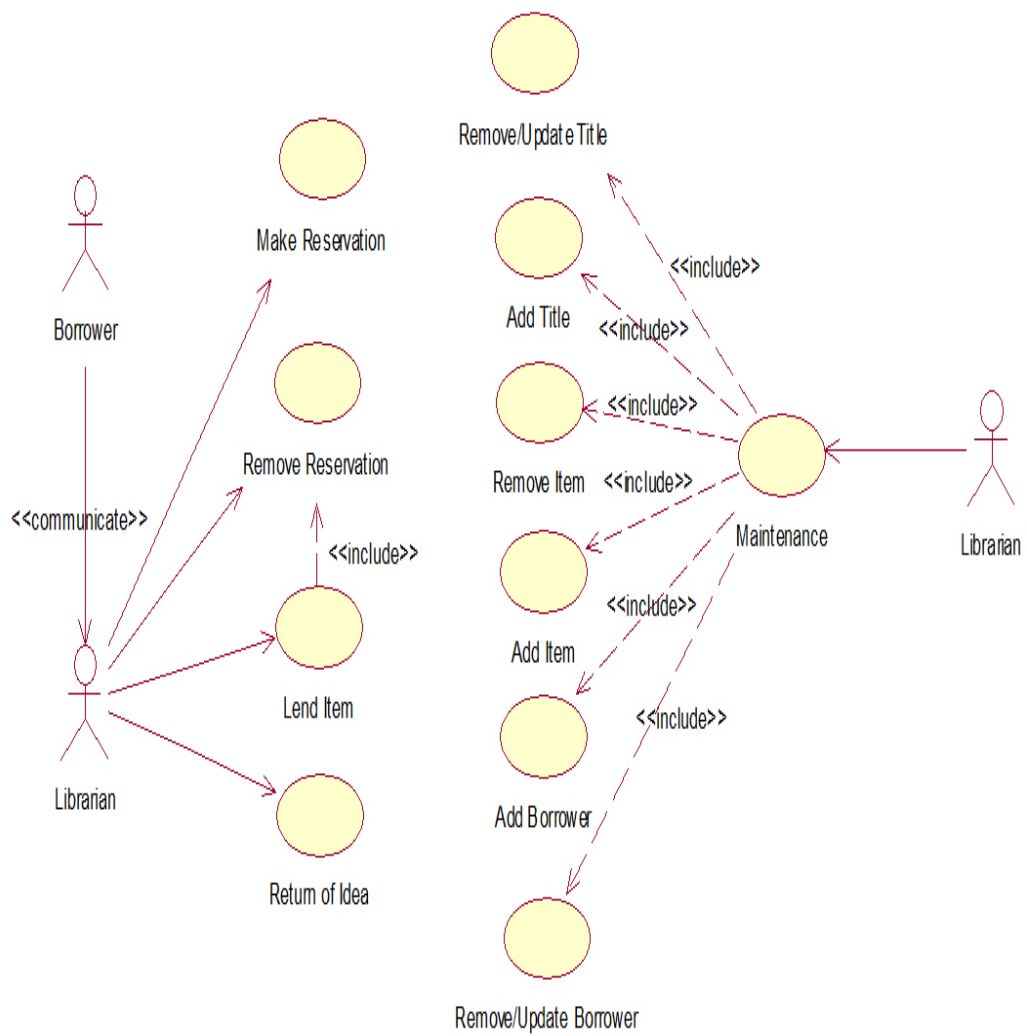 Remove/Update Title
Make Reservation
<<include>>
Add Title
<<include>>
Borrower
<<include>>
Remove Reservation
Remove Item
<<include>>
<<communicate>>
<<include>>
Maintenance
Librarian
<<include>>
Add Item
Lend Item
<<include>>
Librarian
Add Borrower
Return of Idea
Remove/Update Borrower